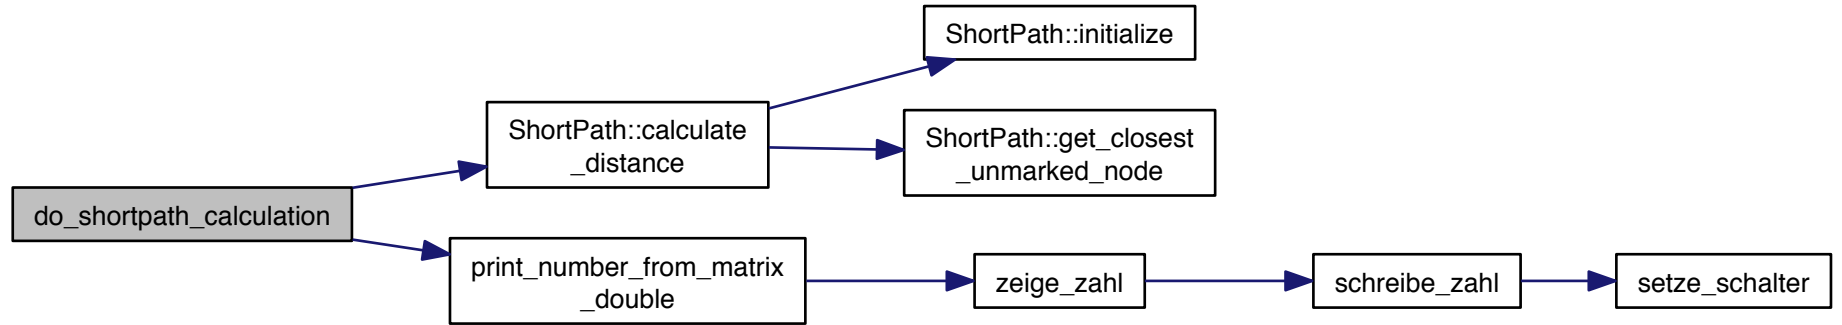 ShortPath::initialize
ShortPath::calculate
_distance
ShortPath::get_closest
_unmarked_node
do_shortpath_calculation
print_number_from_matrix
_double
zeige_zahl
schreibe_zahl
setze_schalter